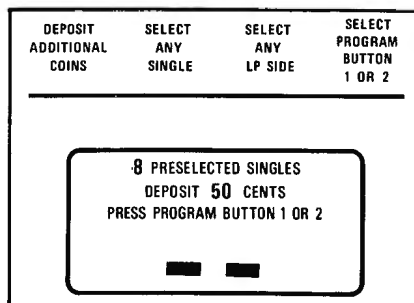 DEPOSIT ADDITIONAL COINS
SELECT ANY SINGLE
SELECT ANY LP SIDE
SELECT PROGRAM BUTTON 1 OR 2
8 PRESELECTED SINGLES
DEPOSIT 50 CENTS
PRESS PROGRAM BUTTON 1 OR 2